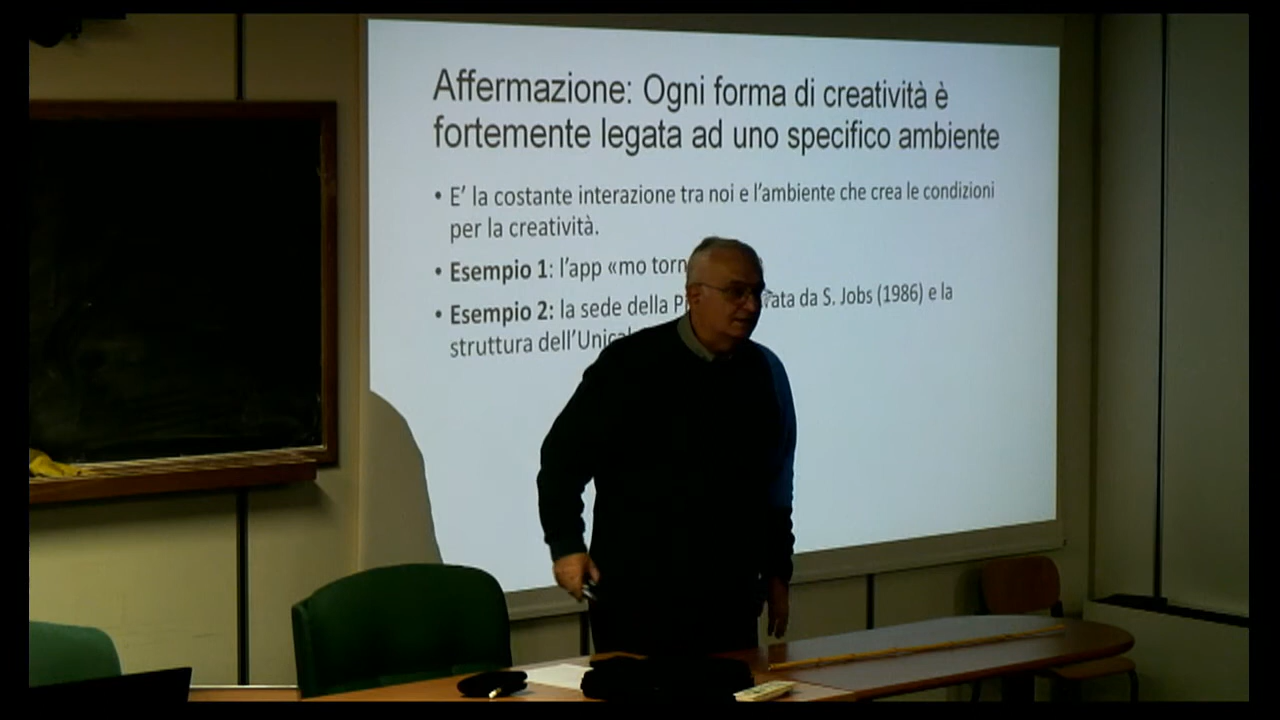 Affermazione: Ogni forma di creatività è
fortemente legata ad uno specifico ambiente
• E' la costante interazione tra noi e l'ambiente che crea le condizioni
per la creatività.
• Esempio 1: l'app «mo torn
• Esempio 2: la sede della P rata da S. Jobs (1986) e la
struttura dell'Unical